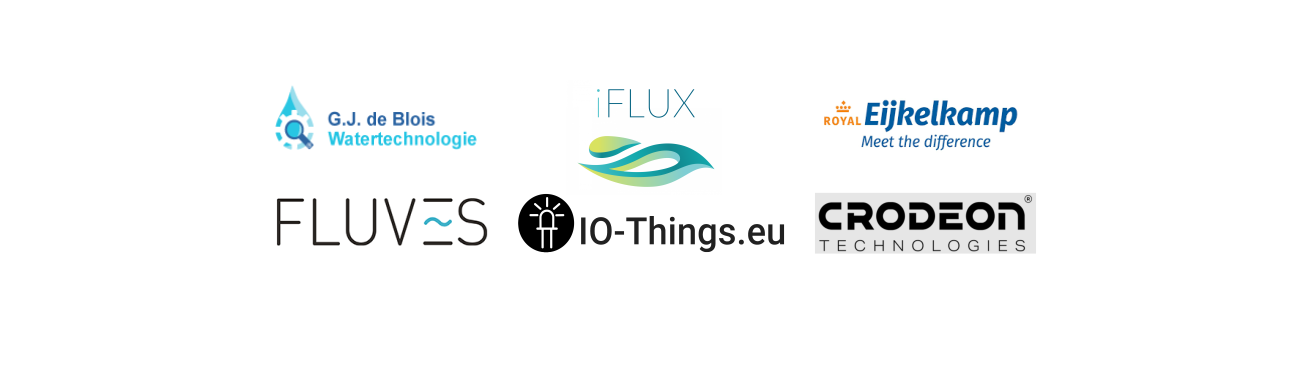 G.J. de Blois
Watertechnologie
iFLUX
ROYAL Eijkelkamp
Meet the difference
FLUVES
IO-Things.eu
CRODEON®
TECHNOLOGIES